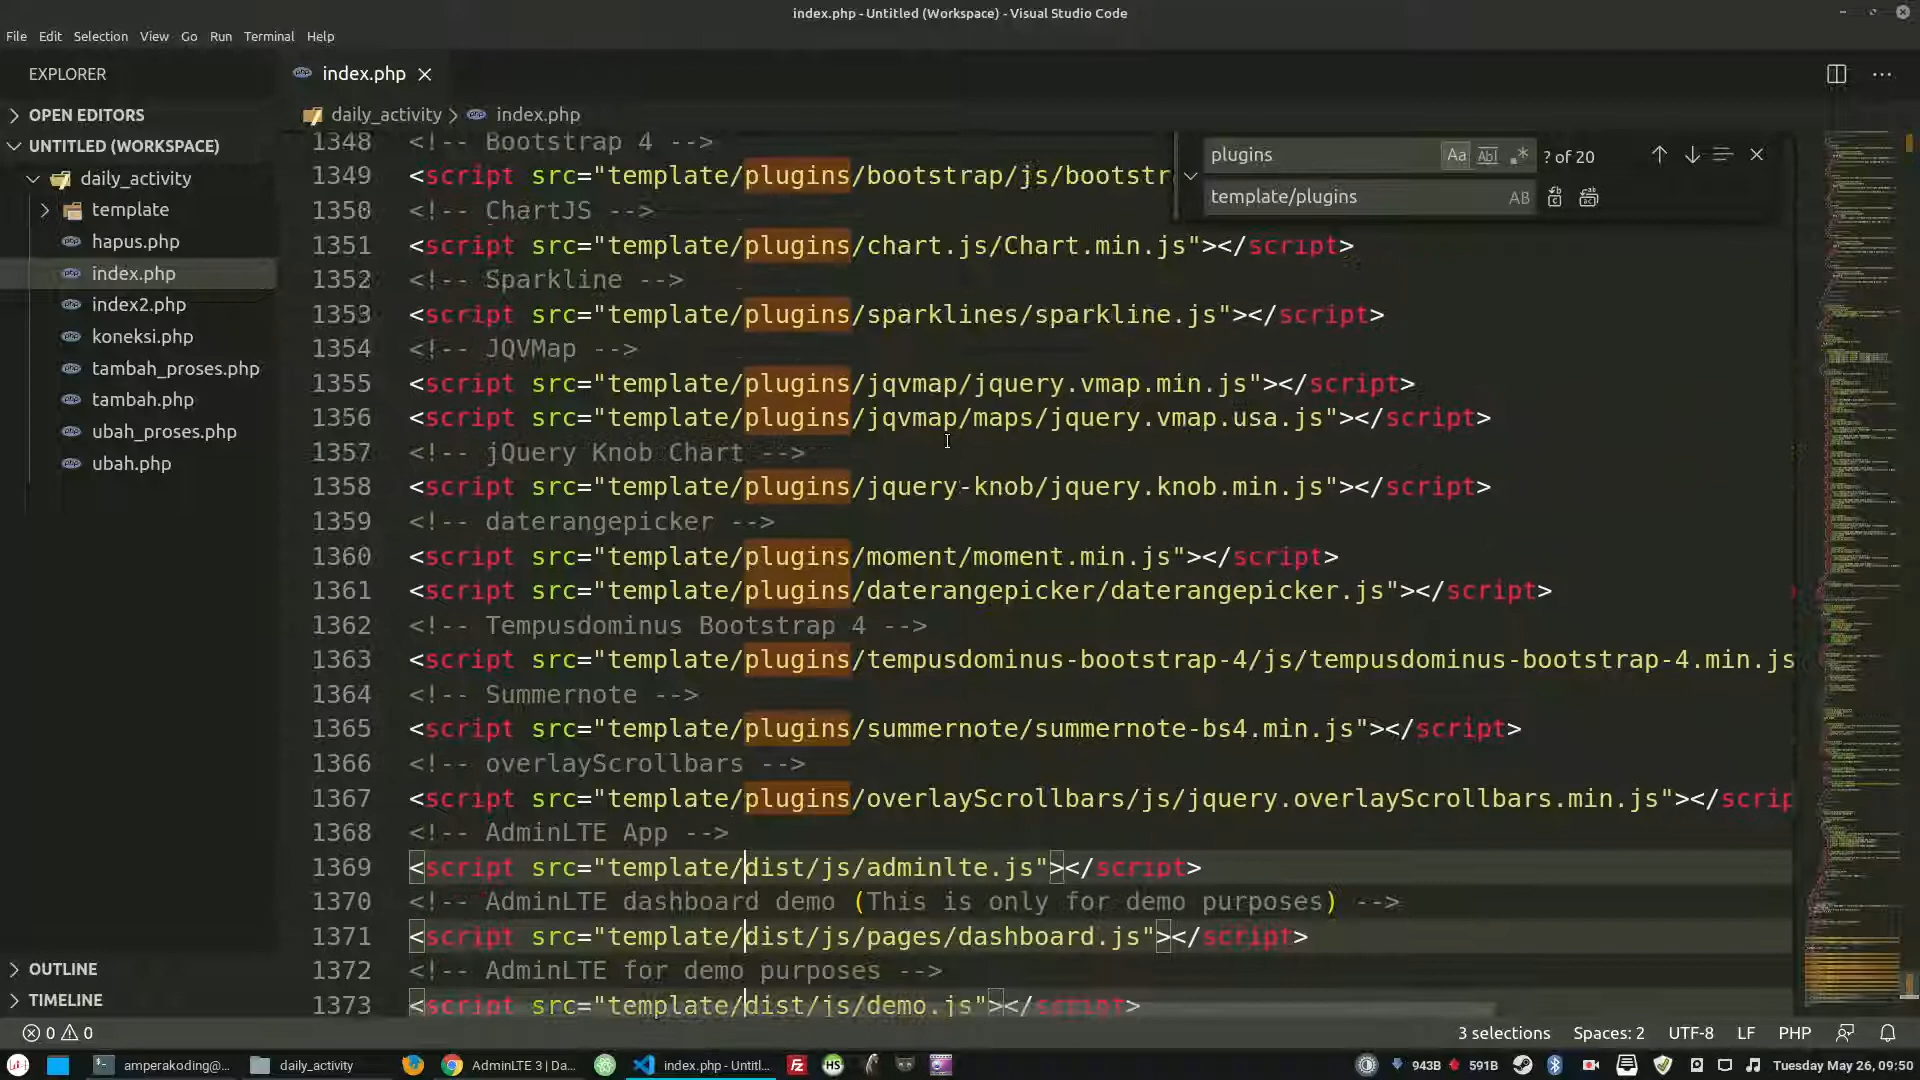 index.php - Untitled (Workspace) - Visual Studio Code
File Edit Selection View Go Run Terminal Help
EXPLORER
OPEN EDITORS
UNTITLED (WORKSPACE)
daily_activity
template
hapus.php
index.php
index2.php
koneksi.php
tambah_proses.php
tambah.php
ubah_proses.php
ubah.php
OUTLINE
TIMELINE
index.php
daily_activity > index.php
plugins Aa Abl .* ? of 20
template/plugins AB
1348 <!-- Bootstrap 4 -->
1349 <script src="template/plugins/bootstrap/js/bootstr
1350 <!-- ChartJS -->
1351 <script src="template/plugins/chart.js/Chart.min.js"></script>
1352 <!-- Sparkline -->
1353 <script src="template/plugins/sparklines/sparkline.js"></script>
1354 <!-- JQVMap -->
1355 <script src="template/plugins/jqvmap/jquery.vmap.min.js"></script>
1356 <script src="template/plugins/jqvmap/maps/jquery.vmap.usa.js"></script>
1357 <!-- jQuery Knob Chart -->
1358 <script src="template/plugins/jquery-knob/jquery.knob.min.js"></script>
1359 <!-- daterangepicker -->
1360 <script src="template/plugins/moment/moment.min.js"></script>
1361 <script src="template/plugins/daterangepicker/daterangepicker.js"></script>
1362 <!-- Tempusdominus Bootstrap 4 -->
1363 <script src="template/plugins/tempusdominus-bootstrap-4/js/tempusdominus-bootstrap-4.min.js
1364 <!-- Summernote -->
1365 <script src="template/plugins/summernote/summernote-bs4.min.js"></script>
1366 <!-- overlayScrollbars -->
1367 <script src="template/plugins/overlayScrollbars/js/jquery.overlayScrollbars.min.js"></scrip
1368 <!-- AdminLTE App -->
1369 <script src="template/dist/js/adminlte.js"></script>
1370 <!-- AdminLTE dashboard demo (This is only for demo purposes) -->
1371 <script src="template/dist/js/pages/dashboard.js"></script>
1372 <!-- AdminLTE for demo purposes -->
1373 <script src="template/dist/js/demo.js"></script>
0 0 3 selections Spaces: 2 UTF-8 LF PHP
amperakoding@... daily_activity AdminLTE 3 | Da... index.php - Untitl... FZ HS 943B 591B Tuesday May 26, 09:50